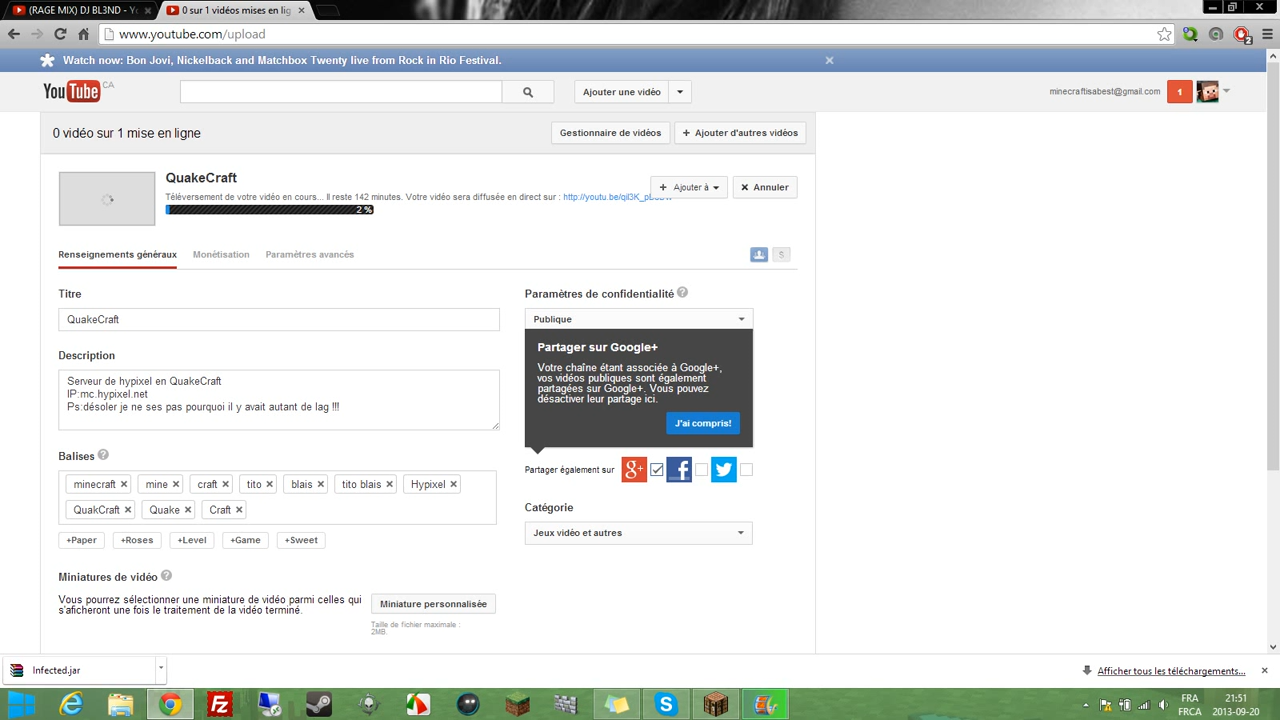 (RAGE MIX) DJ BL3ND - Yo
0 sur 1 vidéos mises en lig
www.youtube.com/upload
2
Watch now: Bon Jovi, Nickelback and Matchbox Twenty live from Rock in Rio Festival.
YouTube CA
Ajouter une vidéo
minecraftisabest@gmail.com
1
0 vidéo sur 1 mise en ligne
Gestionnaire de vidéos
+ Ajouter d'autres vidéos
QuakeCraft
Téléversement de votre vidéo en cours... Il reste 142 minutes. Votre vidéo sera diffusée en direct sur :
+ Ajouter à
Annuler
2 %
Renseignements généraux
Monétisation
Paramètres avancés
$
Titre
QuakeCraft
Description
Serveur de hypixel en QuakeCraft
IP:mc.hypixel.net
Ps:désoler je ne ses pas pourquoi il y avait autant de lag !!!
Balises ?
minecraft mine craft tito blais tito blais Hypixel
QuakCraft Quake Craft
+Paper +Roses +Level +Game +Sweet
Miniatures de vidéo ?
Vous pourrez sélectionner une miniature de vidéo parmi celles qui
s'aficheront une fois le traitement de la vidéo terminé.
Miniature personnalisée
Taille de fichier maximale :
2MB.
Paramètres de confidentialité ?
Publique
Partager sur Google+
Votre chaîne étant associée à Google+,
vos vidéos publiques sont également
partagées sur Google+. Vous pouvez
désactiver leur partage ici.
J'ai compris!
Partager également sur
g+
f
Catégorie
Jeux vidéo et autres
Infected.jar
Afficher tous les téléchargements...
FRA
FRCA
21:51
2013-09-20